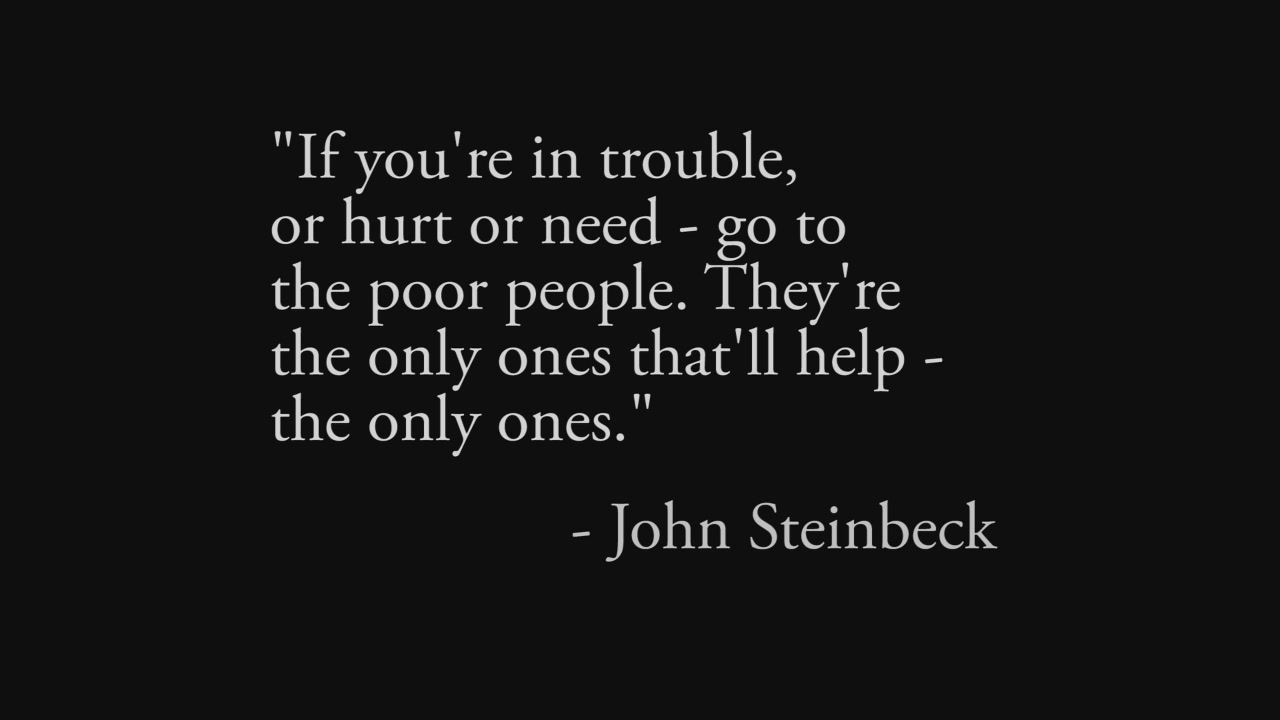 "If you're in trouble,
or hurt or need - go to
the poor people. They're
the only ones that'll help -
the only ones."
- John Steinbeck